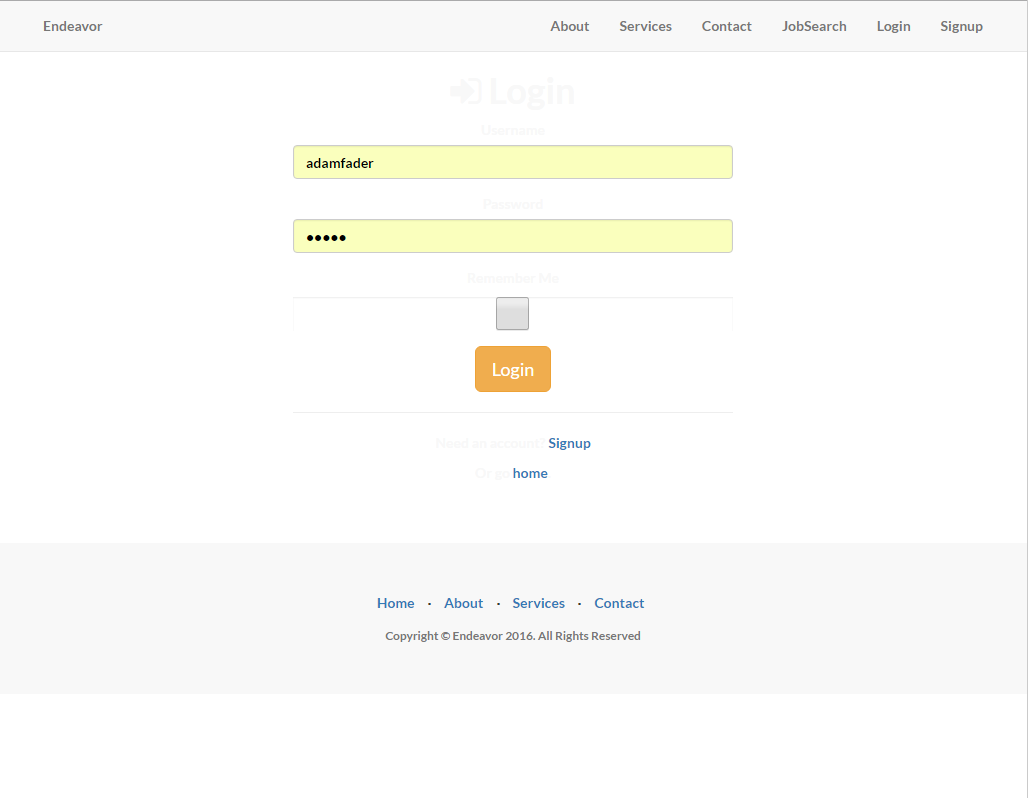 Endeavor About Services Contact JobSearch Login Signup
Login
Username
adamfader
Password
•••••
Remember Me
Login
Need an account? Signup
Or go home
Home · About · Services · Contact
Copyright © Endeavor 2016. All Rights Reserved